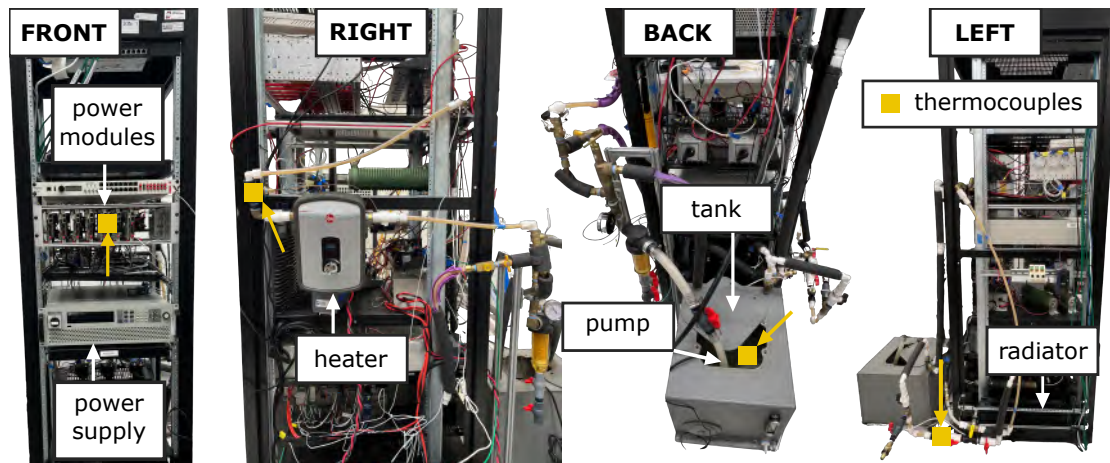 FRONT
RIGHT
BACK
LEFT
power
modules
thermocouples
tank
pump
heater
radiator
power
supply